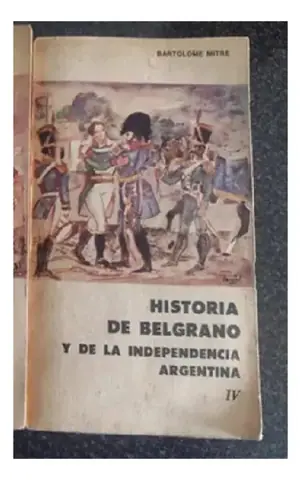 BARTOLOME MITRE
HISTORIA
DE BELGRANO
Y DE LA INDEPENDENCIA
ARGENTINA
IV